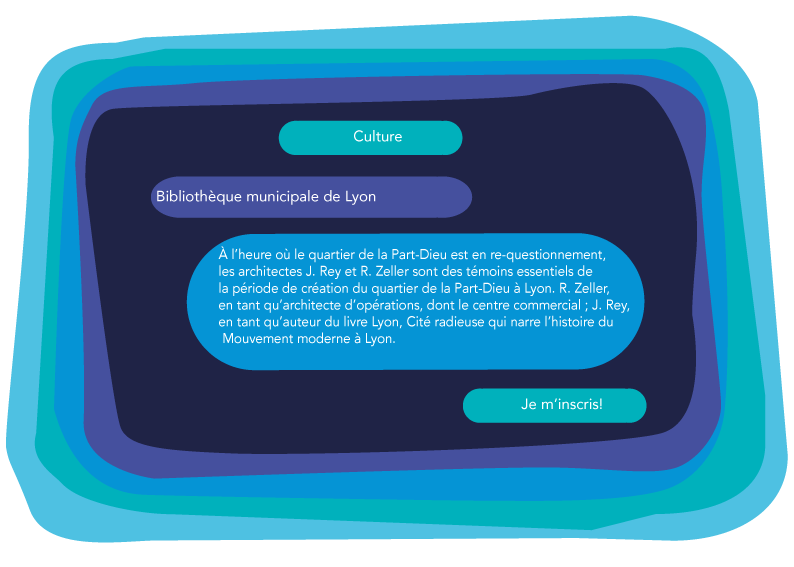 Culture
Bibliothèque municipale de Lyon
À l’heure où le quartier de la Part-Dieu est en re-questionnement,
les architectes J. Rey et R. Zeller sont des témoins essentiels de
la période de création du quartier de la Part-Dieu à Lyon. R. Zeller,
en tant qu’architecte d’opérations, dont le centre commercial ; J. Rey,
en tant qu’auteur du livre Lyon, Cité radieuse qui narre l’histoire du
Mouvement moderne à Lyon.
Je m’inscris!